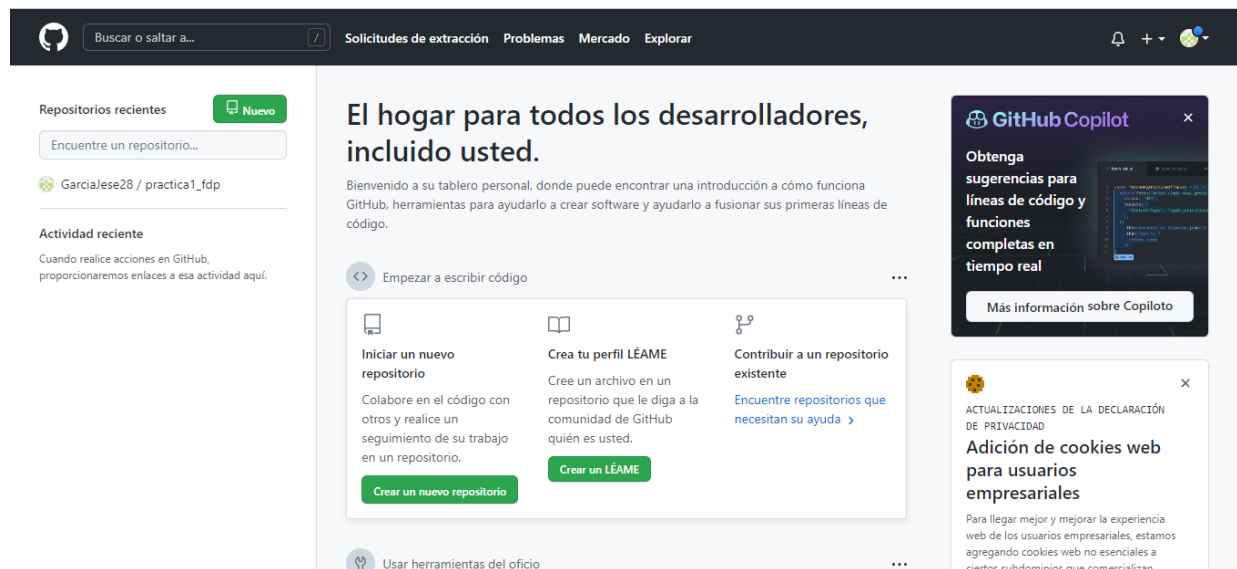 Buscar o saltar a...
/
Solicitudes de extracción Problemas Mercado Explorar
Repositorios recientes
Nuevo
Encuentre un repositorio...
GarciaJese28 / practica1_fdp
Actividad reciente
Cuando realice acciones en GitHub,
proporcionaremos enlaces a esa actividad aquí.
El hogar para todos los desarrolladores,
incluido usted.
Bienvenido a su tablero personal, donde puede encontrar una introducción a cómo funciona
GitHub, herramientas para ayudarlo a crear software y ayudarlo a fusionar sus primeras líneas de
código.
Empezar a escribir código
Iniciar un nuevo
repositorio
Colabore en el código con
otros y realice un
seguimiento de su trabajo
en un repositorio.
Crear un nuevo repositorio
Crea tu perfil LÉAME
Cree un archivo en un
repositorio que le diga a la
comunidad de GitHub
quién es usted.
Crear un LÉAME
Contribuir a un repositorio
existente
Encuentre repositorios que
necesitan su ayuda
Usar herramientas del oficio
GitHub Copilot
Obtenga
sugerencias para
líneas de código y
funciones
completas en
tiempo real
Más información sobre Copiloto
ACTUALIZACIONES DE LA DECLARACIÓN
DE PRIVACIDAD
Adición de cookies web
para usuarios
empresariales
Para llegar mejor y mejorar la experiencia
web de los usuarios empresariales, estamos
agregando cookies web no esenciales a
ciertos subdominios que comercializan